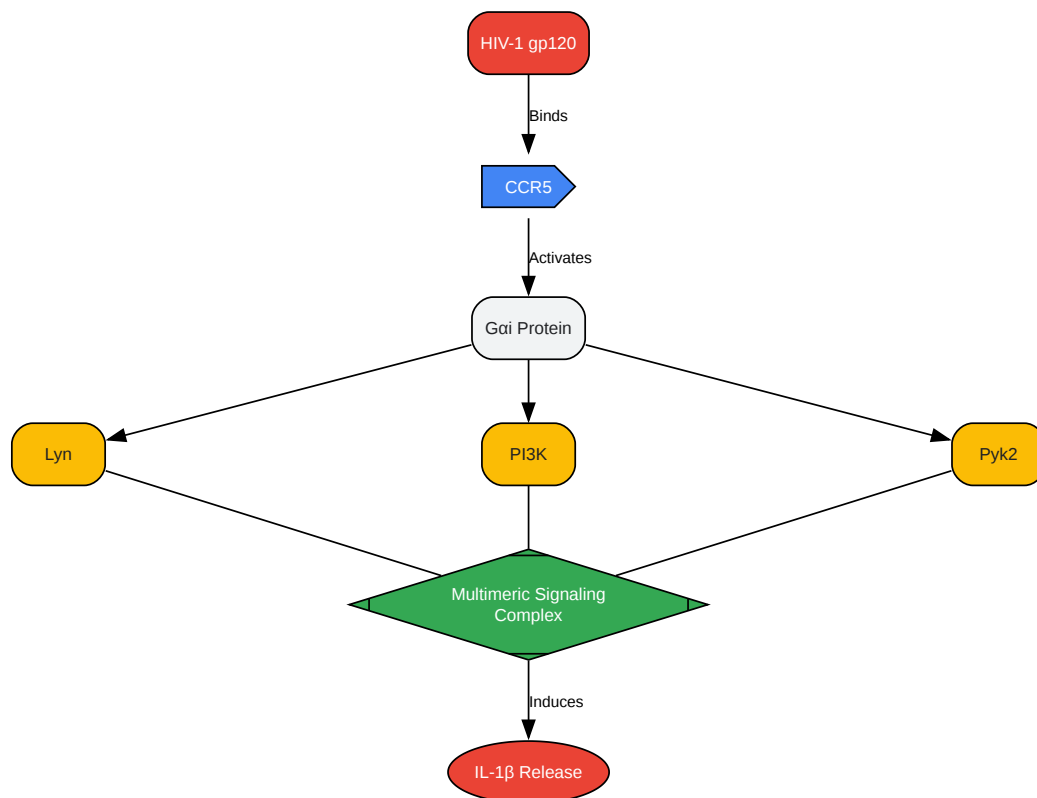 HIV-1 gp120
Binds
CCR5
Activates
Gαi Protein
Lyn
PI3K
Pyk2
Multimeric Signaling
Complex
Induces
IL-1β Release